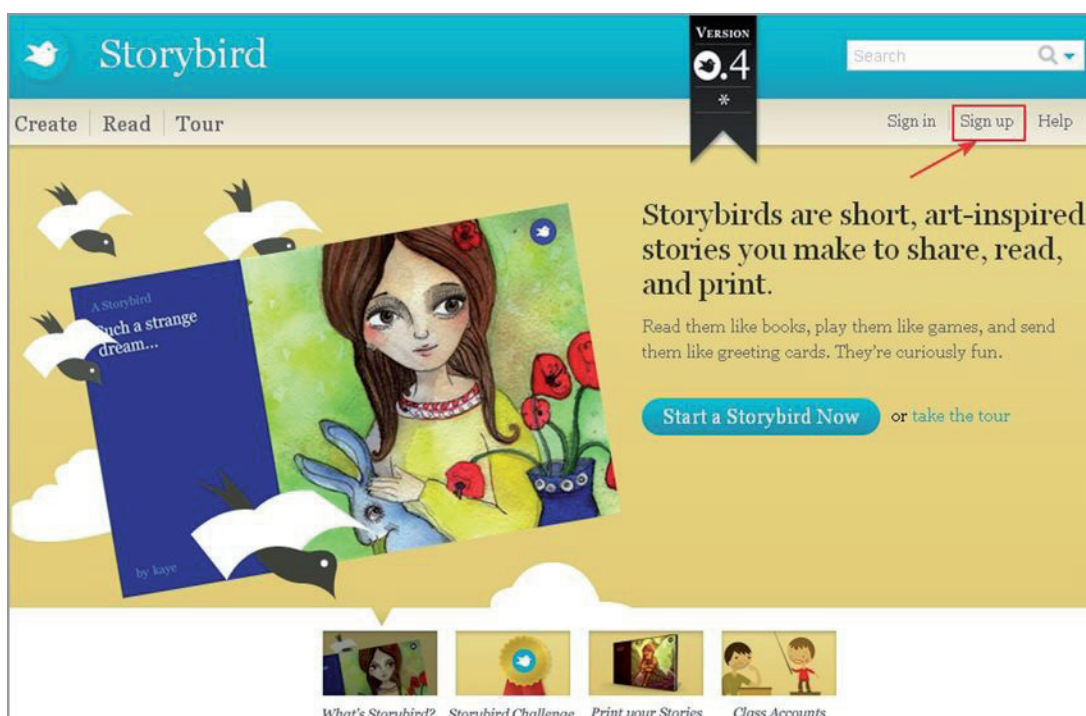 Storybird
VERSION
0.4
*
Search
Create Read Tour
Sign in Sign up Help
Storybirds are short, art-inspired
stories you make to share, read,
and print.
Read them like books, play them like games, and send
them like greeting cards. They're curiously fun.
Start a Storybird Now or take the tour
A Storybird
Such a strange
dream...
by kaye
What's Storybird? Storybird Challenge Print your Stories Class Accounts